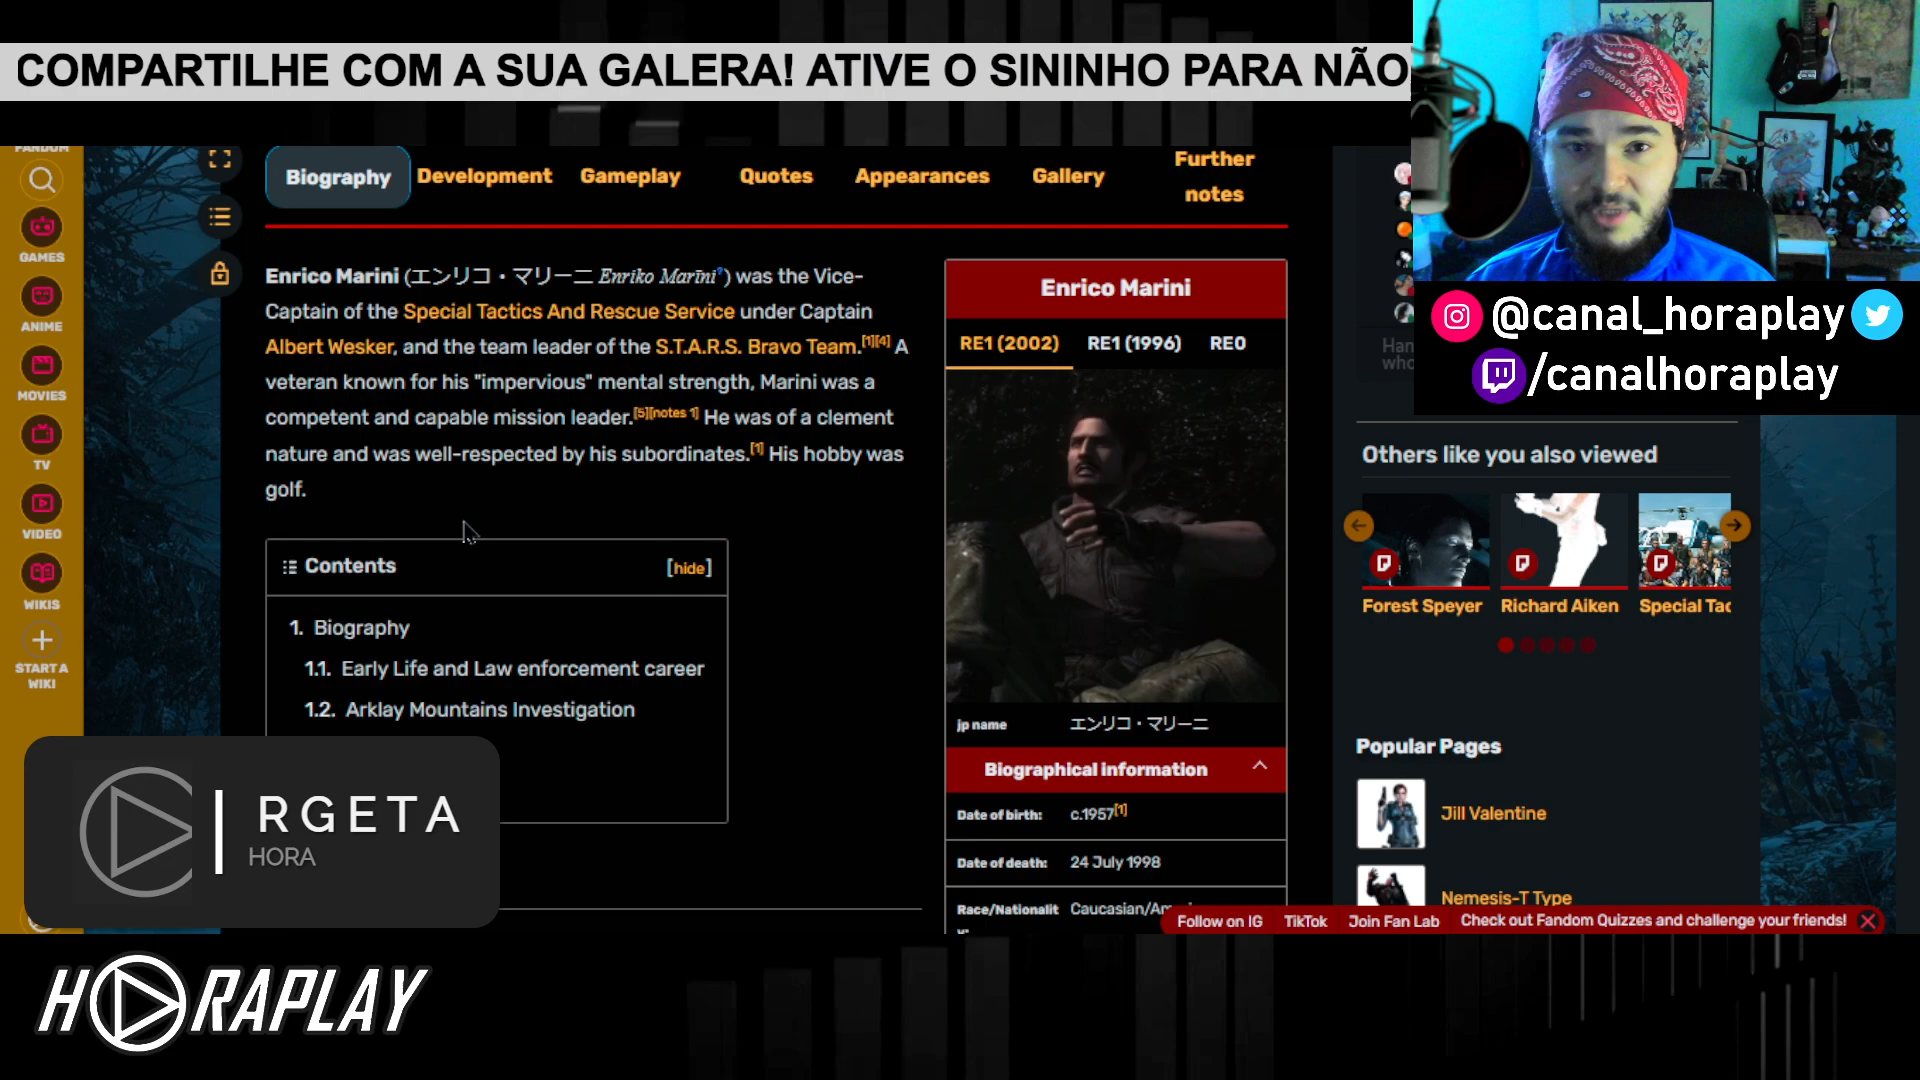 COMPARTILHE COM A SUA GALERA! ATIVE O SININHO PARA NÃO
@canal_horaplay
/canalhoraplay
FANDOM
GAMES
ANIME
MOVIES
TV
VIDEO
WIKIS
START A
WIKI
Biography
Development
Gameplay
Quotes
Appearances
Gallery
Further
notes
Enrico Marini (エンリコ・マリーニ Enriko Marīni?) was the Vice-
Captain of the Special Tactics And Rescue Service under Captain
Albert Wesker, and the team leader of the S.T.A.R.S. Bravo Team.[1][4] A
veteran known for his "impervious" mental strength, Marini was a
competent and capable mission leader.[5][notes 1] He was of a clement
nature and was well-respected by his subordinates.[1] His hobby was
golf.
Contents
[hide]
1. Biography
1.1. Early Life and Law enforcement career
1.2. Arklay Mountains Investigation
Enrico Marini
RE1 (2002)
RE1 (1996)
RE0
jp name
エンリコ・マリーニ
Biographical information
Date of birth:
c.1957[1]
Date of death:
24 July 1998
Race/Nationalit
y:
Others like you also viewed
Forest Speyer
Richard Aiken
Special Tac
Popular Pages
Jill Valentine
Nemesis-T Type
Follow on IG
TikTok
Join Fan Lab
Check out Fandom Quizzes and challenge your friends!
RGETA
HORA
HORAPLAY